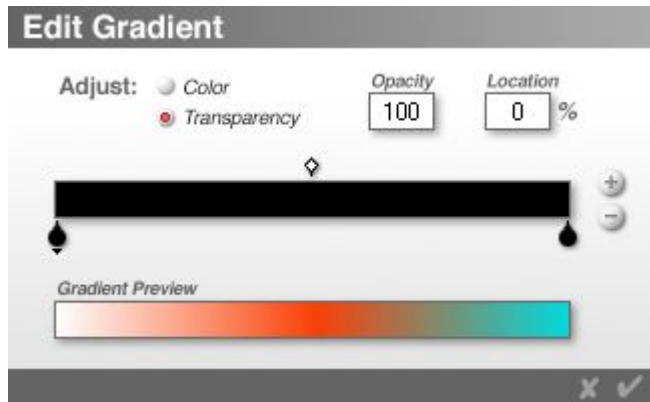 Edit Gradient
Adjust: Color Opacity Location
Transparency 100 0 %
Gradient Preview